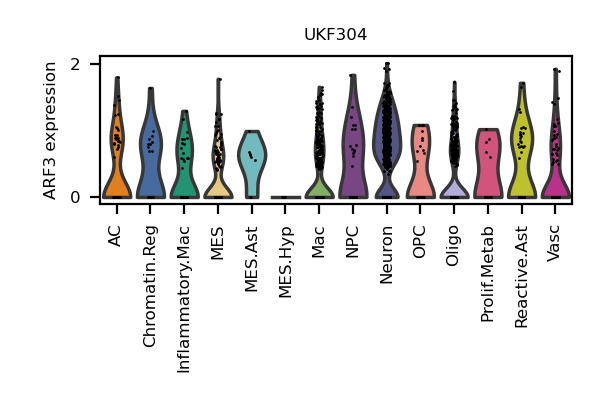 UKF304
ARF3 expression
2
0
AC
Chromatin.Reg
Inflammatory.Mac
MES
MES.Ast
MES.Hyp
Mac
NPC
Neuron
OPC
Oligo
Prolif.Metab
Reactive.Ast
Vasc